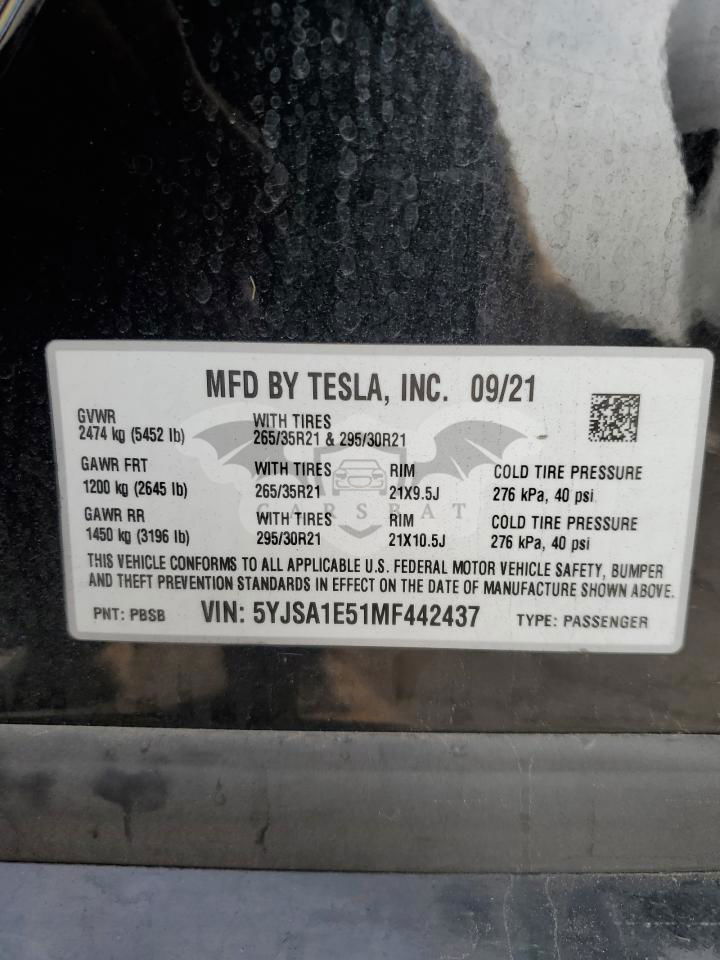 MFD BY TESLA, INC. 09/21
GVWR
2474 kg (5452 lb)
WITH TIRES
265/35R21 & 295/30R21
GAWR FRT
1200 kg (2645 lb)
WITH TIRES
265/35R21
RIM
21X9.5J
COLD TIRE PRESSURE
276 kPa, 40 psi
GAWR RR
1450 kg (3196 lb)
WITH TIRES
295/30R21
RIM
21X10.5J
COLD TIRE PRESSURE
276 kPa, 40 psi
CARSBAT
THIS VEHICLE CONFORMS TO ALL APPLICABLE U.S. FEDERAL MOTOR VEHICLE SAFETY, BUMPER
AND THEFT PREVENTION STANDARDS IN EFFECT ON THE DATE OF MANUFACTURE SHOWN ABOVE.
PNT: PBSB VIN: 5YJSA1E51MF442437 TYPE: PASSENGER